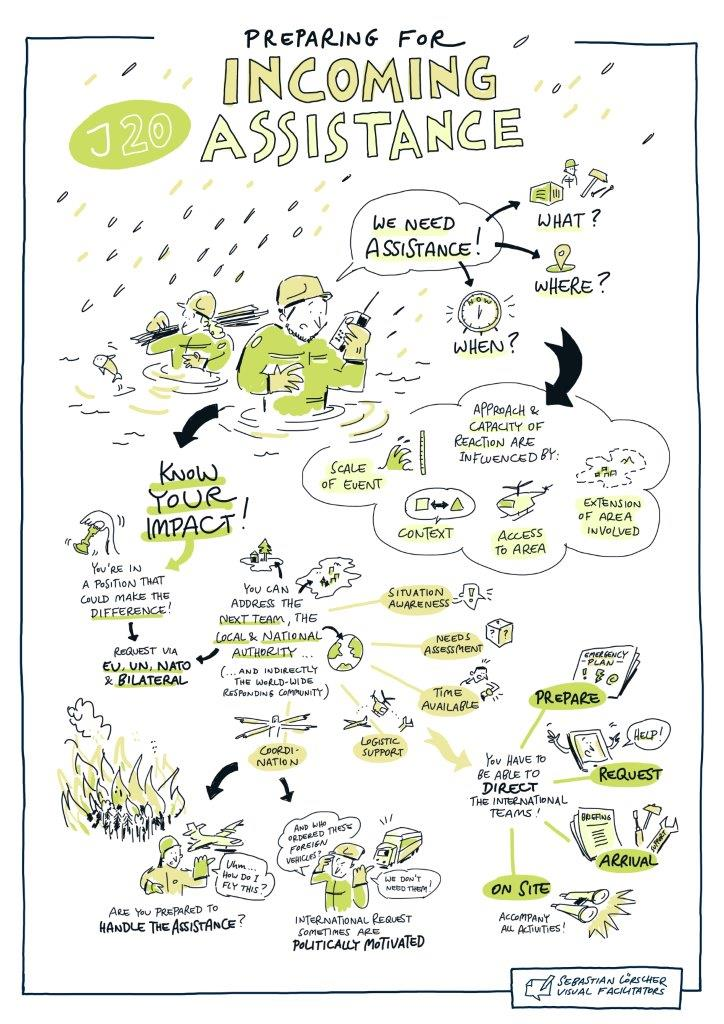 PREPARING FOR
INCOMING
ASSISTANCE
J20
WE NEED
ASSISTANCE!
WHAT?
WHERE?
NOW
WHEN?
APPROACH &
CAPACITY OF
REACTION ARE
INFLUENCED BY:
SCALE
OF EVENT
CONTEXT
ACCESS
TO AREA
EXTENSION
OF AREA
INVOLVED
KNOW
YOUR
IMPACT!
YOU'RE IN
A POSITION THAT
COULD MAKE THE
DIFFERENCE!
REQUEST VIA
EU, UN, NATO
& BILATERAL
YOU CAN
ADDRESS THE
NEXT TEAM, THE
LOCAL & NATIONAL
AUTHORITY...
(...AND INDIRECTLY
THE WORLD-WIDE
RESPONDING COMMUNITY)
SITUATION
AWARENESS
!
NEEDS
ASSESSMENT
? ?
TIME
AVAILABLE
LOGISTIC
SUPPORT
COORDI-
NATION
Uhm...
HOW DO I
FLY THIS?
ARE YOU PREPARED TO
HANDLE THE ASSISTANCE?
AND WHO
ORDERED THESE
FOREIGN
VEHICLES?
WE DON'T
NEED THEM!
INTERNATIONAL REQUEST
SOMETIMES ARE
POLITICALLY MOTIVATED
YOU HAVE TO
BE ABLE TO
DIRECT
THE INTERNATIONAL
TEAMS!
EMERGENCY
PLAN
PREPARE
HELP!
REQUEST
BRIEFING
SUPPORT
ARRIVAL
ON SITE
ACCOMPANY
ALL ACTIVITIES!
SEBASTIAN LÖRSCHER
VISUAL FACILITATORS